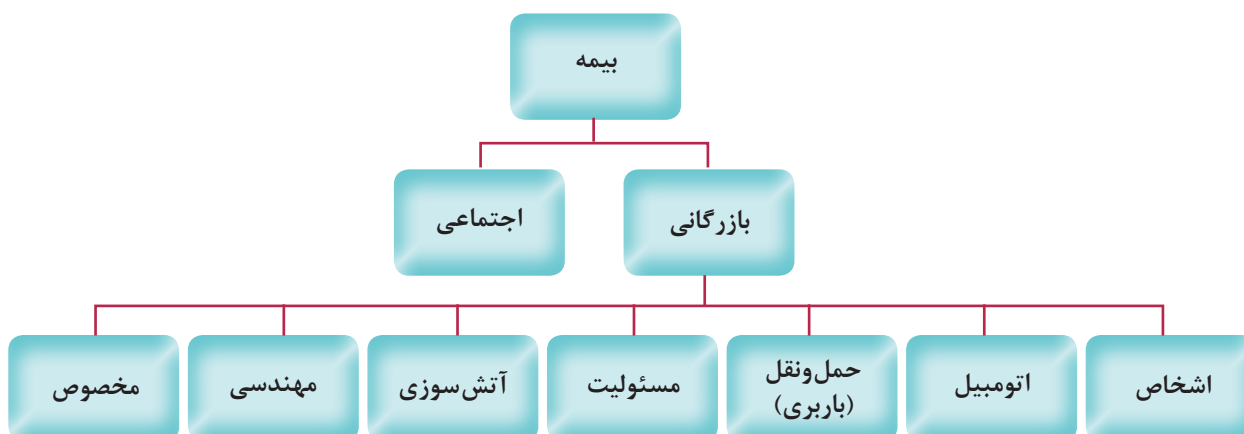 بیمه
بازرگانی
اجتماعی
اشخاص
اتومبیل
حمل‌ونقل
(باربری)
مسئولیت
آتش‌سوزی
مهندسی
مخصوص